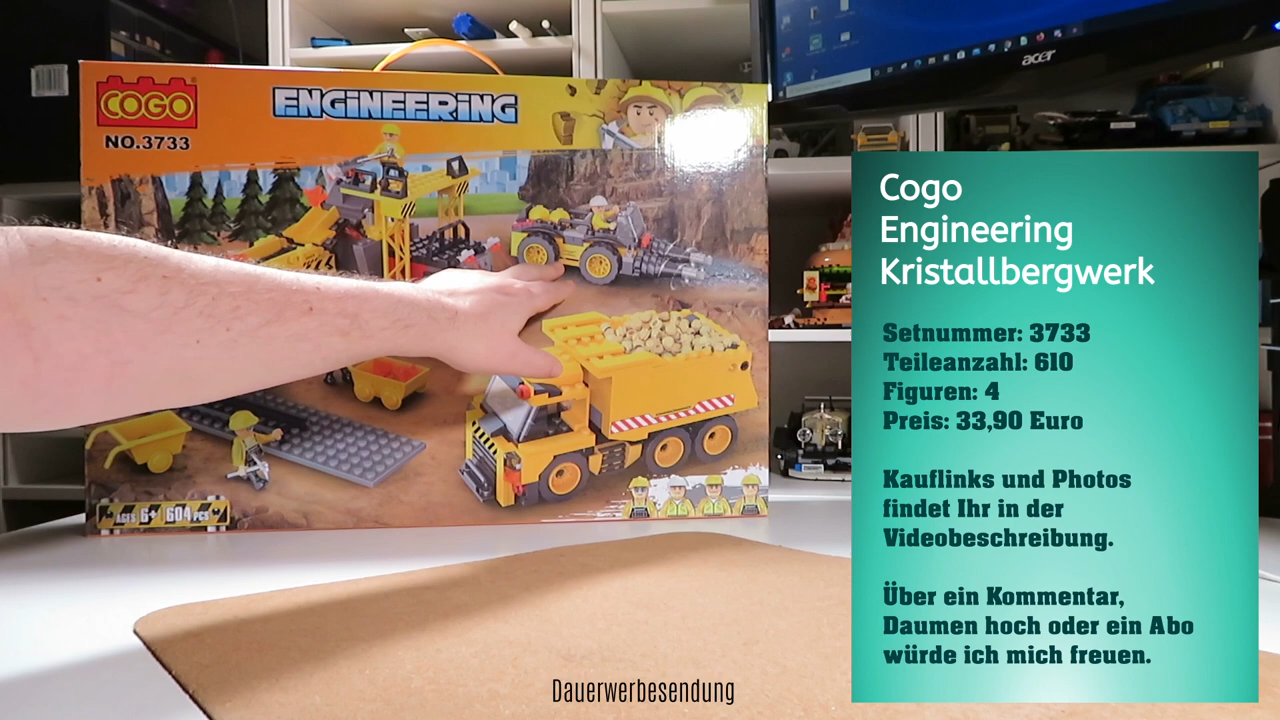 COGO
ENGINEERING
NO.3733
AGES 6+ 604 PCS
acer
Cogo
Engineering
Kristallbergwerk
Setnummer: 3733
Teileanzahl: 610
Figuren: 4
Preis: 33,90 Euro
Kauflinks und Photos
findet Ihr in der
Videobeschreibung.
Über ein Kommentar,
Daumen hoch oder ein Abo
würde ich mich freuen.
Dauerwerbesendung